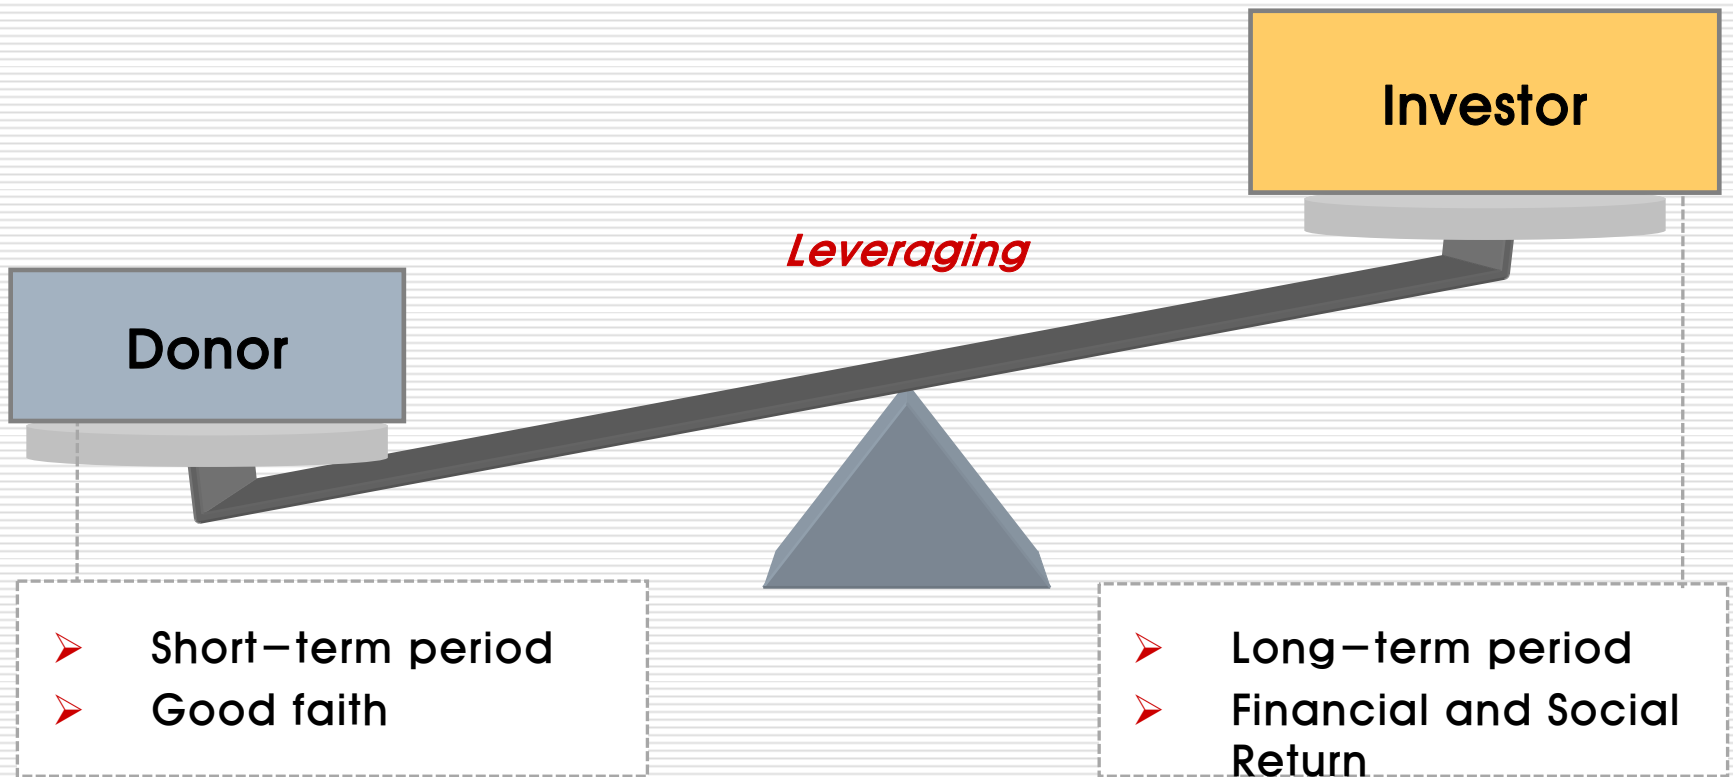 Investor
Leveraging
Donor
Short-term period
Good faith
Long-term period
Financial and Social
Return